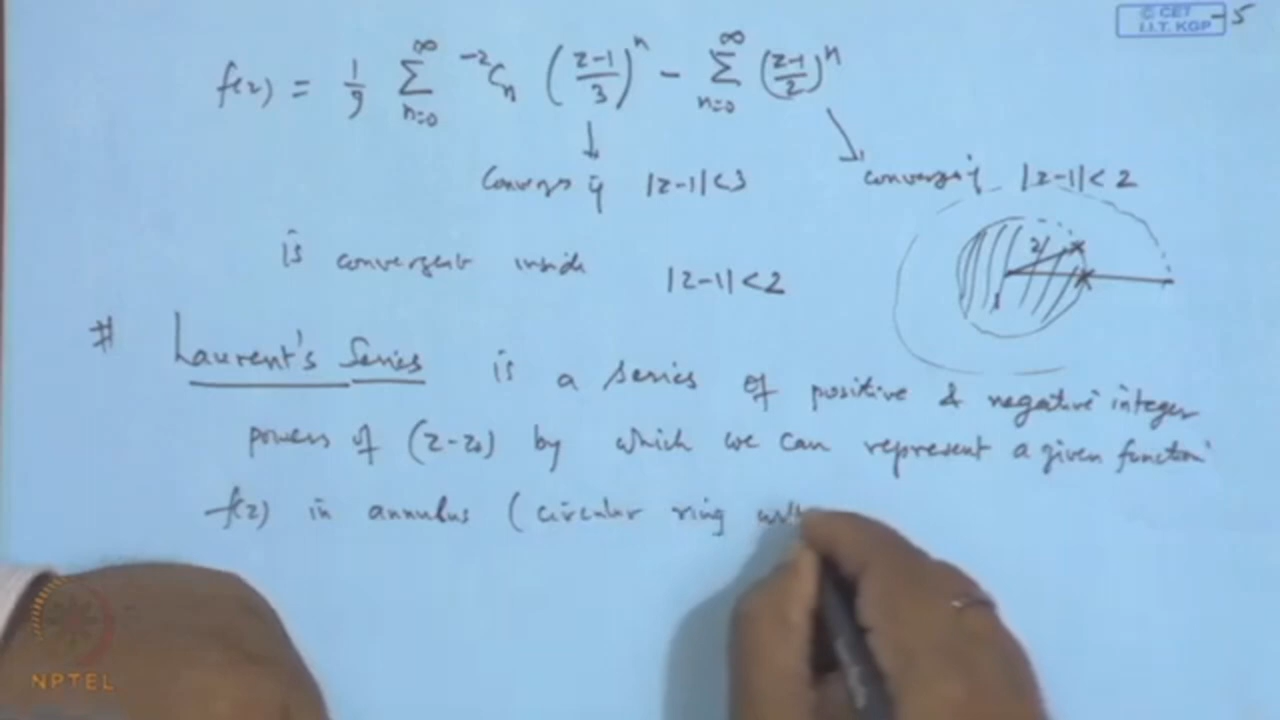 © CET
I.I.T. KGP
-5
f(z) = 1/9 ∑_{n=0}^{∞} ^{-2}C_n ((z-1)/3)^n - ∑_{n=0}^{∞} ((z-1)/2)^n
Converges if |z-1|<3
converges if |z-1|<2
2
1
is convergent inside |z-1|<2
# Laurent's Series is a series of positive & negative integer
powers of (z-z₀) by which we can represent a given function
f(z) in annulus (circular ring with
NPTEL